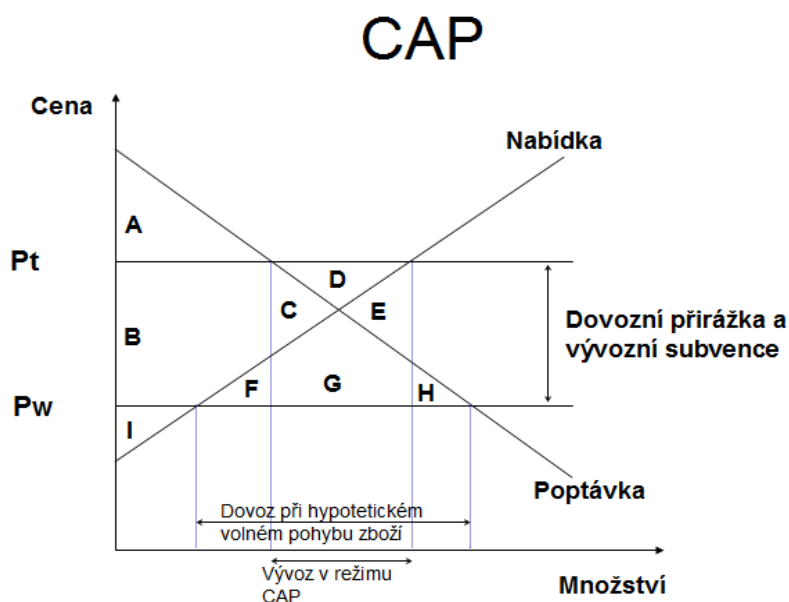 CAP
Cena
Nabídka
A
Pt
D
C
E
B
Dovozní přirážka a
vývozní subvence
F
G
H
Pw
I
Poptávka
Dovoz při hypotetickém
volném pohybu zboží
Vývoz v režimu
CAP
Množství